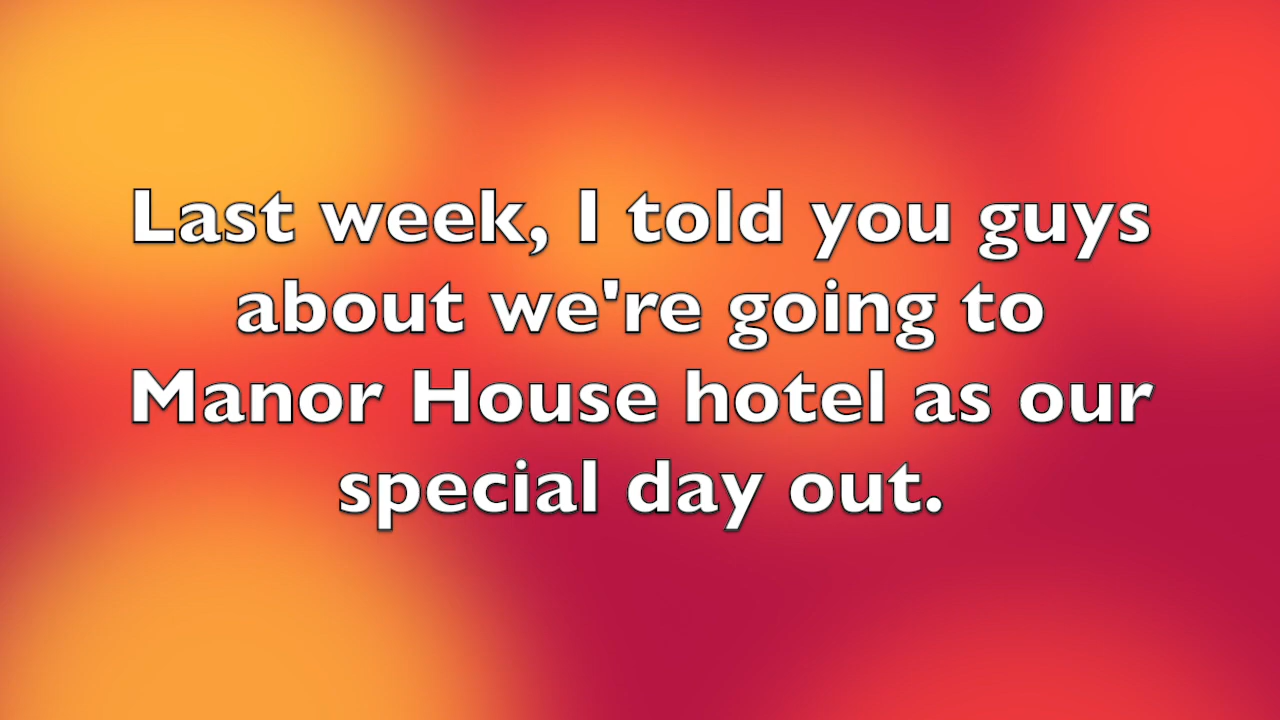 Last week, I told you guys
about we're going to
Manor House hotel as our
special day out.